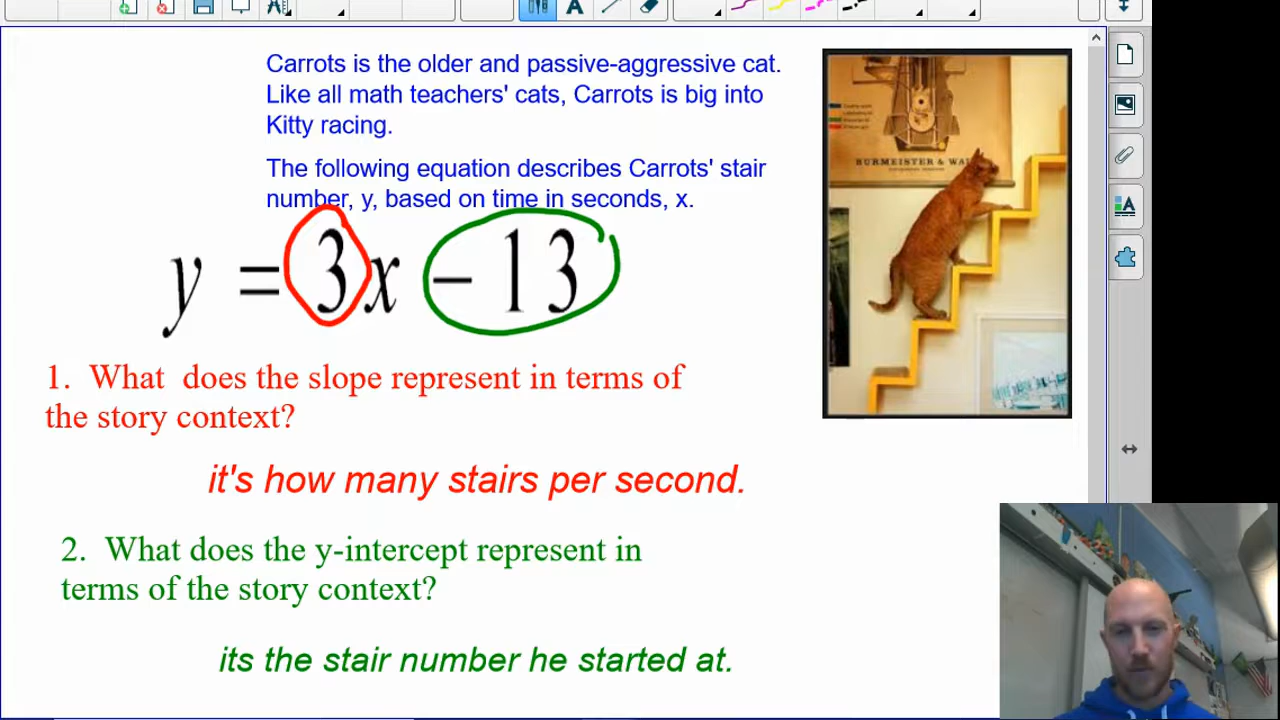 Carrots is the older and passive-aggressive cat.
Like all math teachers' cats, Carrots is big into
Kitty racing.
The following equation describes Carrots' stair
number, y, based on time in seconds, x.
y = 3x - 13
1. What does the slope represent in terms of
the story context?
it's how many stairs per second.
2. What does the y-intercept represent in
terms of the story context?
its the stair number he started at.
BURMEISTER & WA